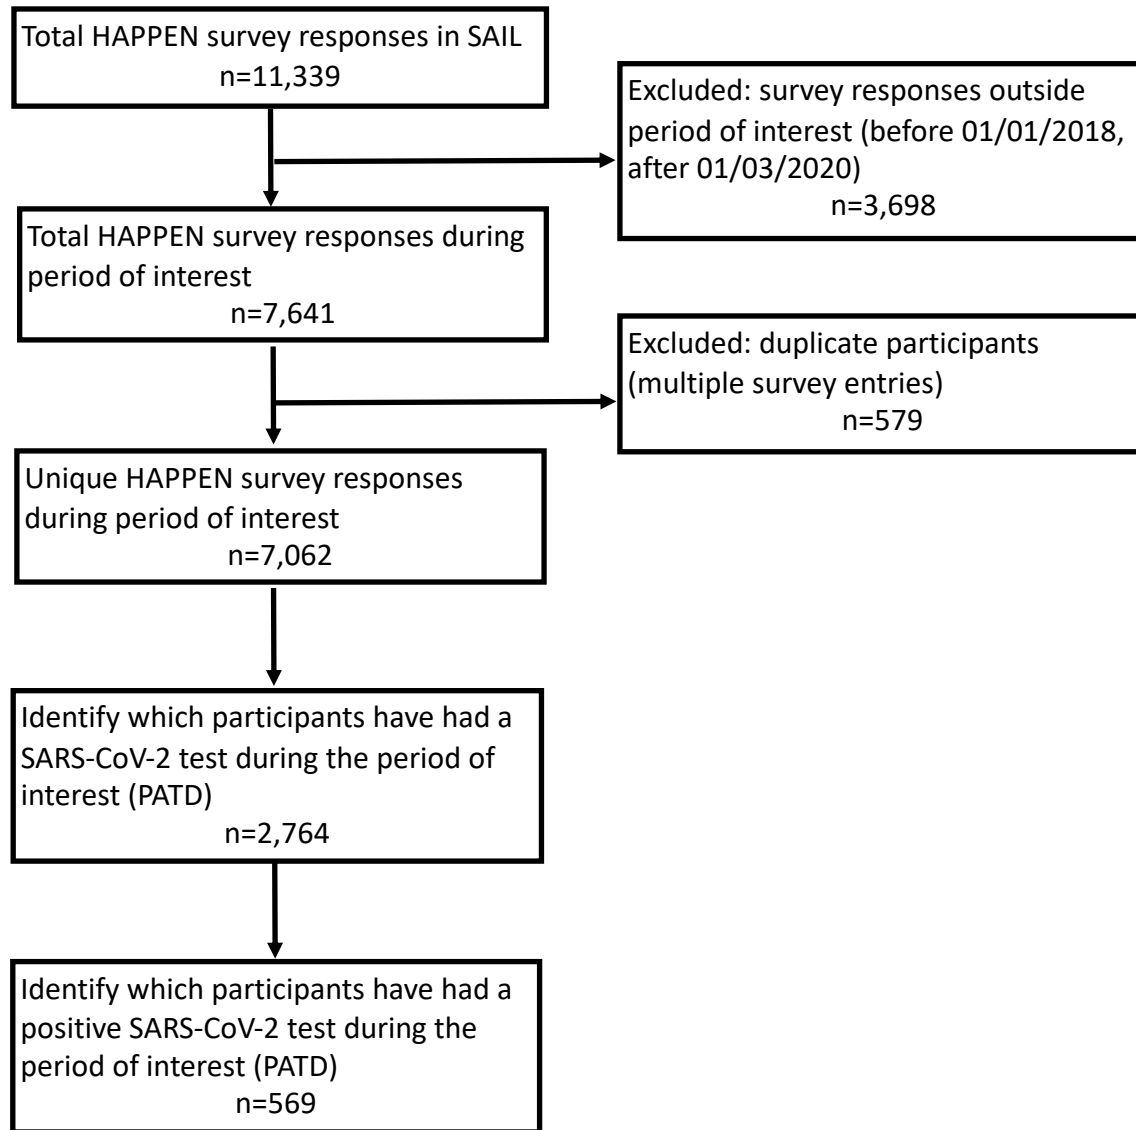 Total HAPPEN survey responses in SAIL
n=11,339
Excluded: survey responses outside
period of interest (before 01/01/2018,
after 01/03/2020)
n=3,698
Total HAPPEN survey responses during
period of interest
n=7,641
Excluded: duplicate participants
(multiple survey entries)
n=579
Unique HAPPEN survey responses
during period of interest
n=7,062
Identify which participants have had a
SARS-CoV-2 test during the period of
interest (PATD)
n=2,764
Identify which participants have had a
positive SARS-CoV-2 test during the
period of interest (PATD)
n=569